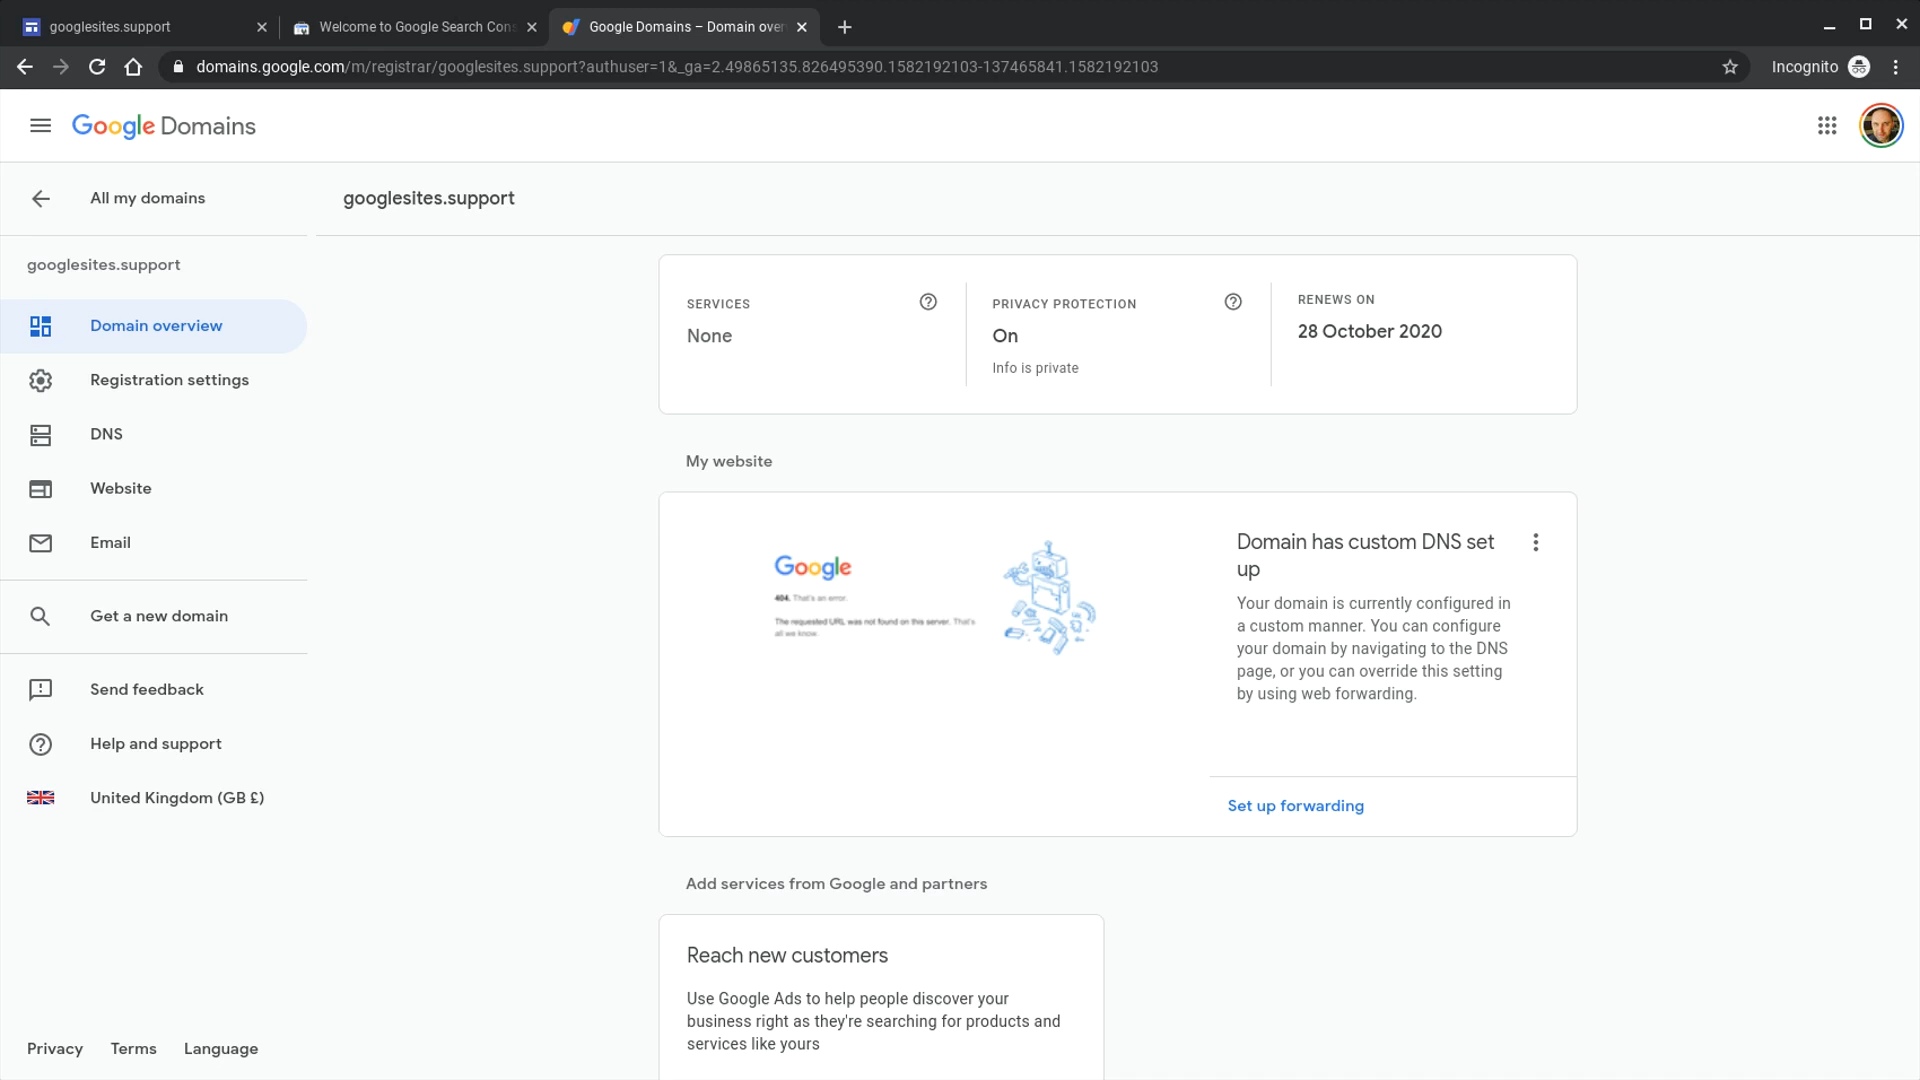 googlesites.support
Welcome to Google Search Cons
Google Domains – Domain over
domains.google.com/m/registrar/googlesites.support?authuser=1&_ga=2.49865135.826495390.1582192103-137465841.1582192103
Incognito
Google Domains
All my domains
googlesites.support
googlesites.support
Domain overview
Registration settings
DNS
Website
Email
Get a new domain
Send feedback
Help and support
United Kingdom (GB £)
Privacy
Terms
Language
SERVICES
None
PRIVACY PROTECTION
On
Info is private
RENEWS ON
28 October 2020
My website
Google
404. That's an error.
The requested URL was not found on this server. That's
all we know.
Domain has custom DNS set
up
Your domain is currently configured in
a custom manner. You can configure
your domain by navigating to the DNS
page, or you can override this setting
by using web forwarding.
Set up forwarding
Add services from Google and partners
Reach new customers
Use Google Ads to help people discover your
business right as they're searching for products and
services like yours